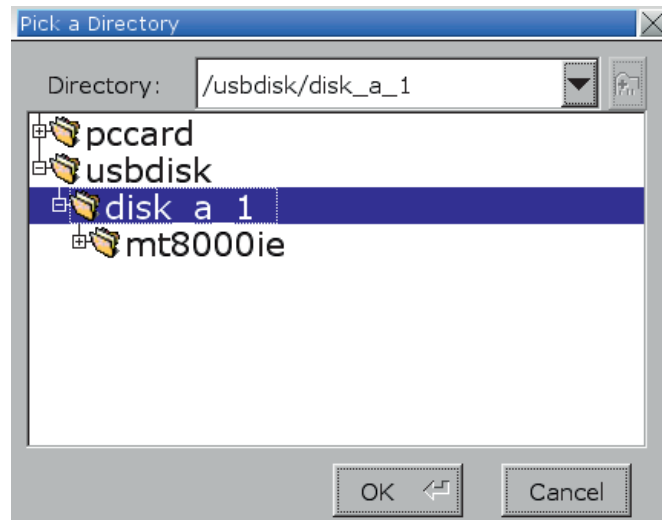 Pick a Directory
Directory: /usbdisk/disk_a_1
pccard
usbdisk
disk_a_1
mt8000ie
OK Cancel